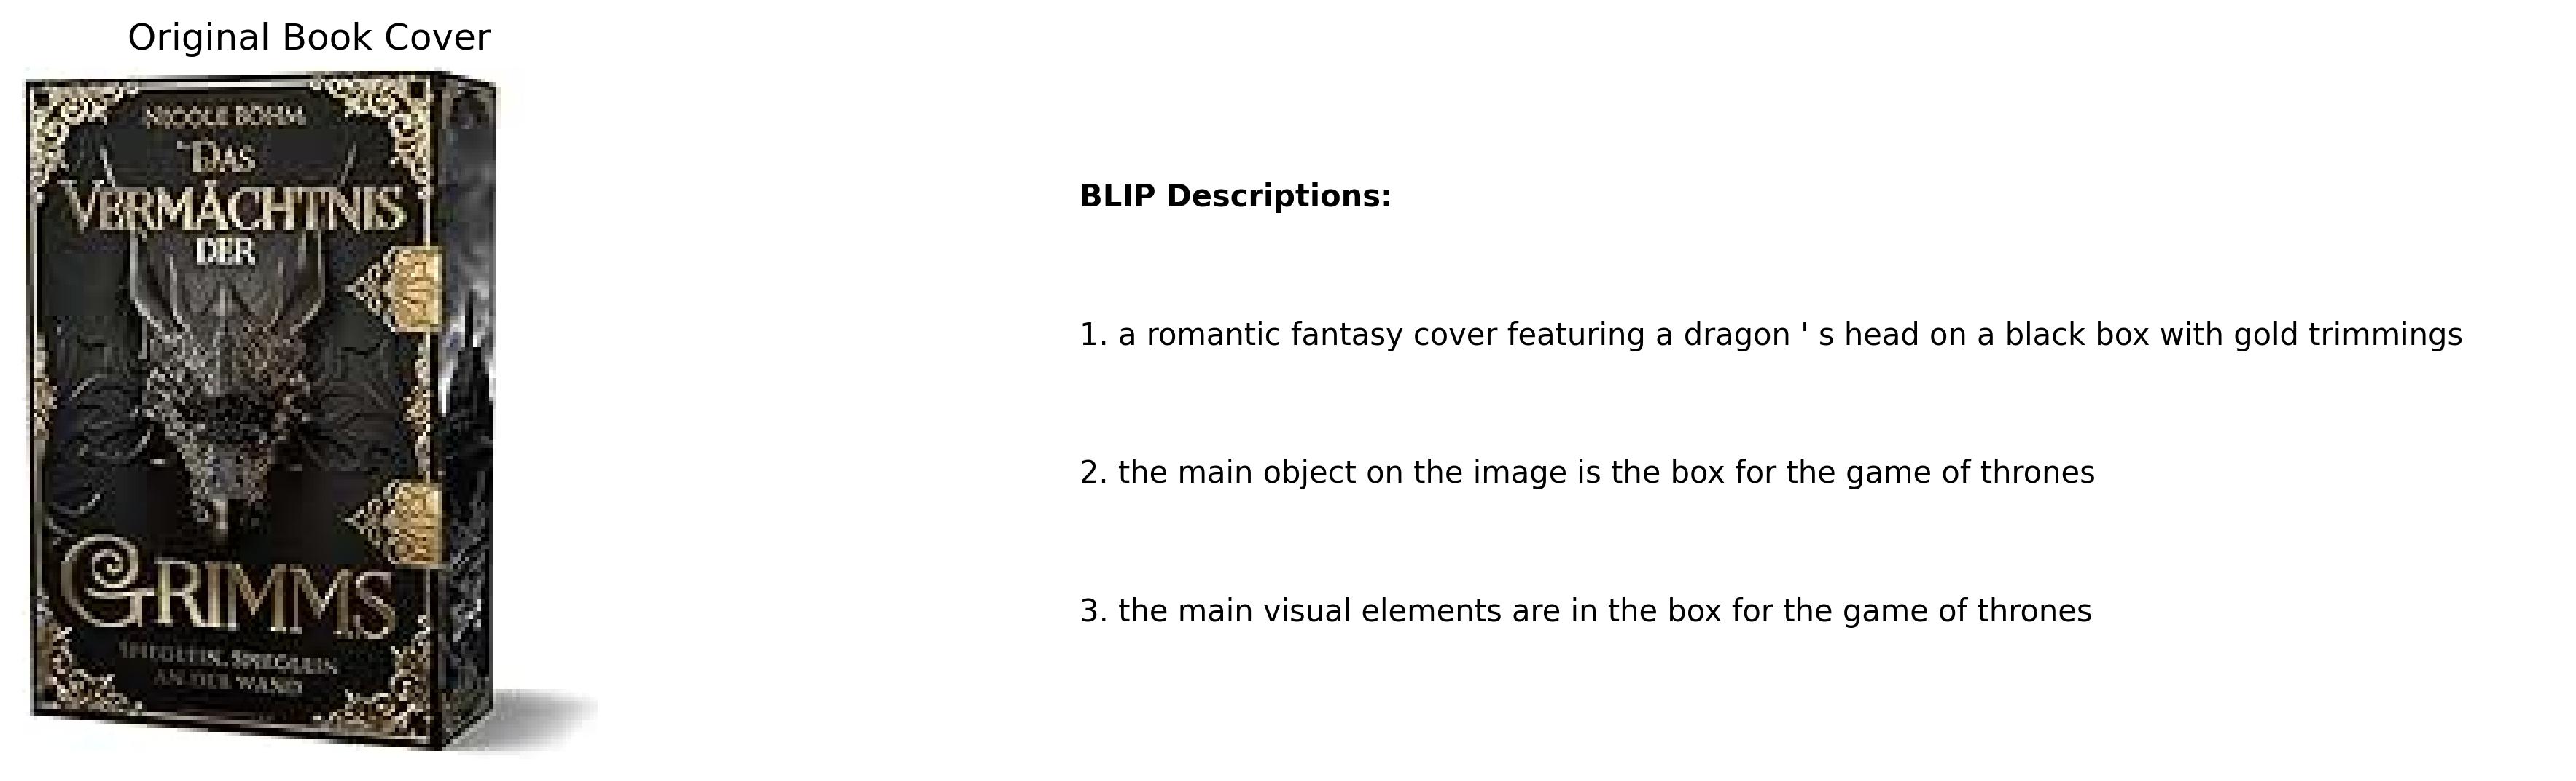 Original Book Cover
NICOLE BÖHM
DAS
VERMÄCHTNIS
DER
GRIMMS
SPIEGLEIN, SPIEGLEIN
AN DER WAND
BLIP Descriptions:
1. a romantic fantasy cover featuring a dragon ' s head on a black box with gold trimmings
2. the main object on the image is the box for the game of thrones
3. the main visual elements are in the box for the game of thrones